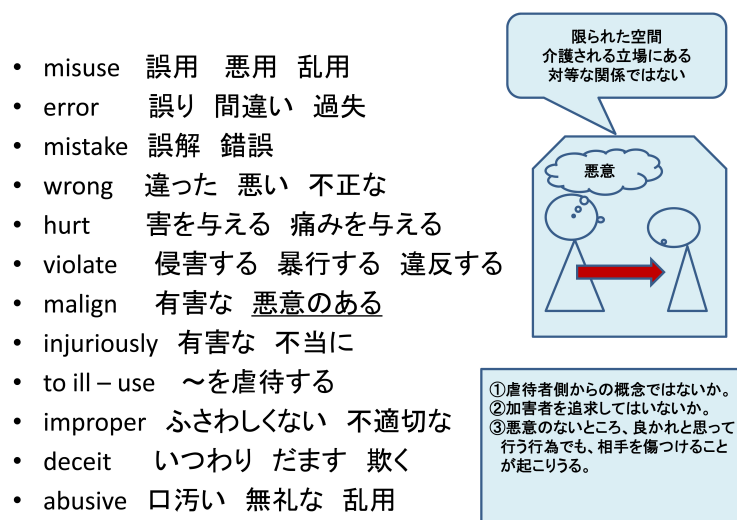 • misuse 誤用 悪用 乱用
• error 誤り 間違い 過失
• mistake 誤解 錯誤
• wrong 違った 悪い 不正な
• hurt 害を与える 痛みを与える
• violate 侵害する 暴行する 違反する
• malign 有害な 悪意のある
• injuriously 有害な 不当に
• to ill – use ～を虐待する
• improper ふさわしくない 不適切な
• deceit いつわり だます 欺く
• abusive 口汚い 無礼な 乱用
限られた空間
介護される立場にある
対等な関係ではない
悪意
①虐待者側からの概念ではないか。
②加害者を追求してはいないか。
③悪意のないところ、良かれと思って
行う行為でも、相手を傷つけること
が起こりうる。